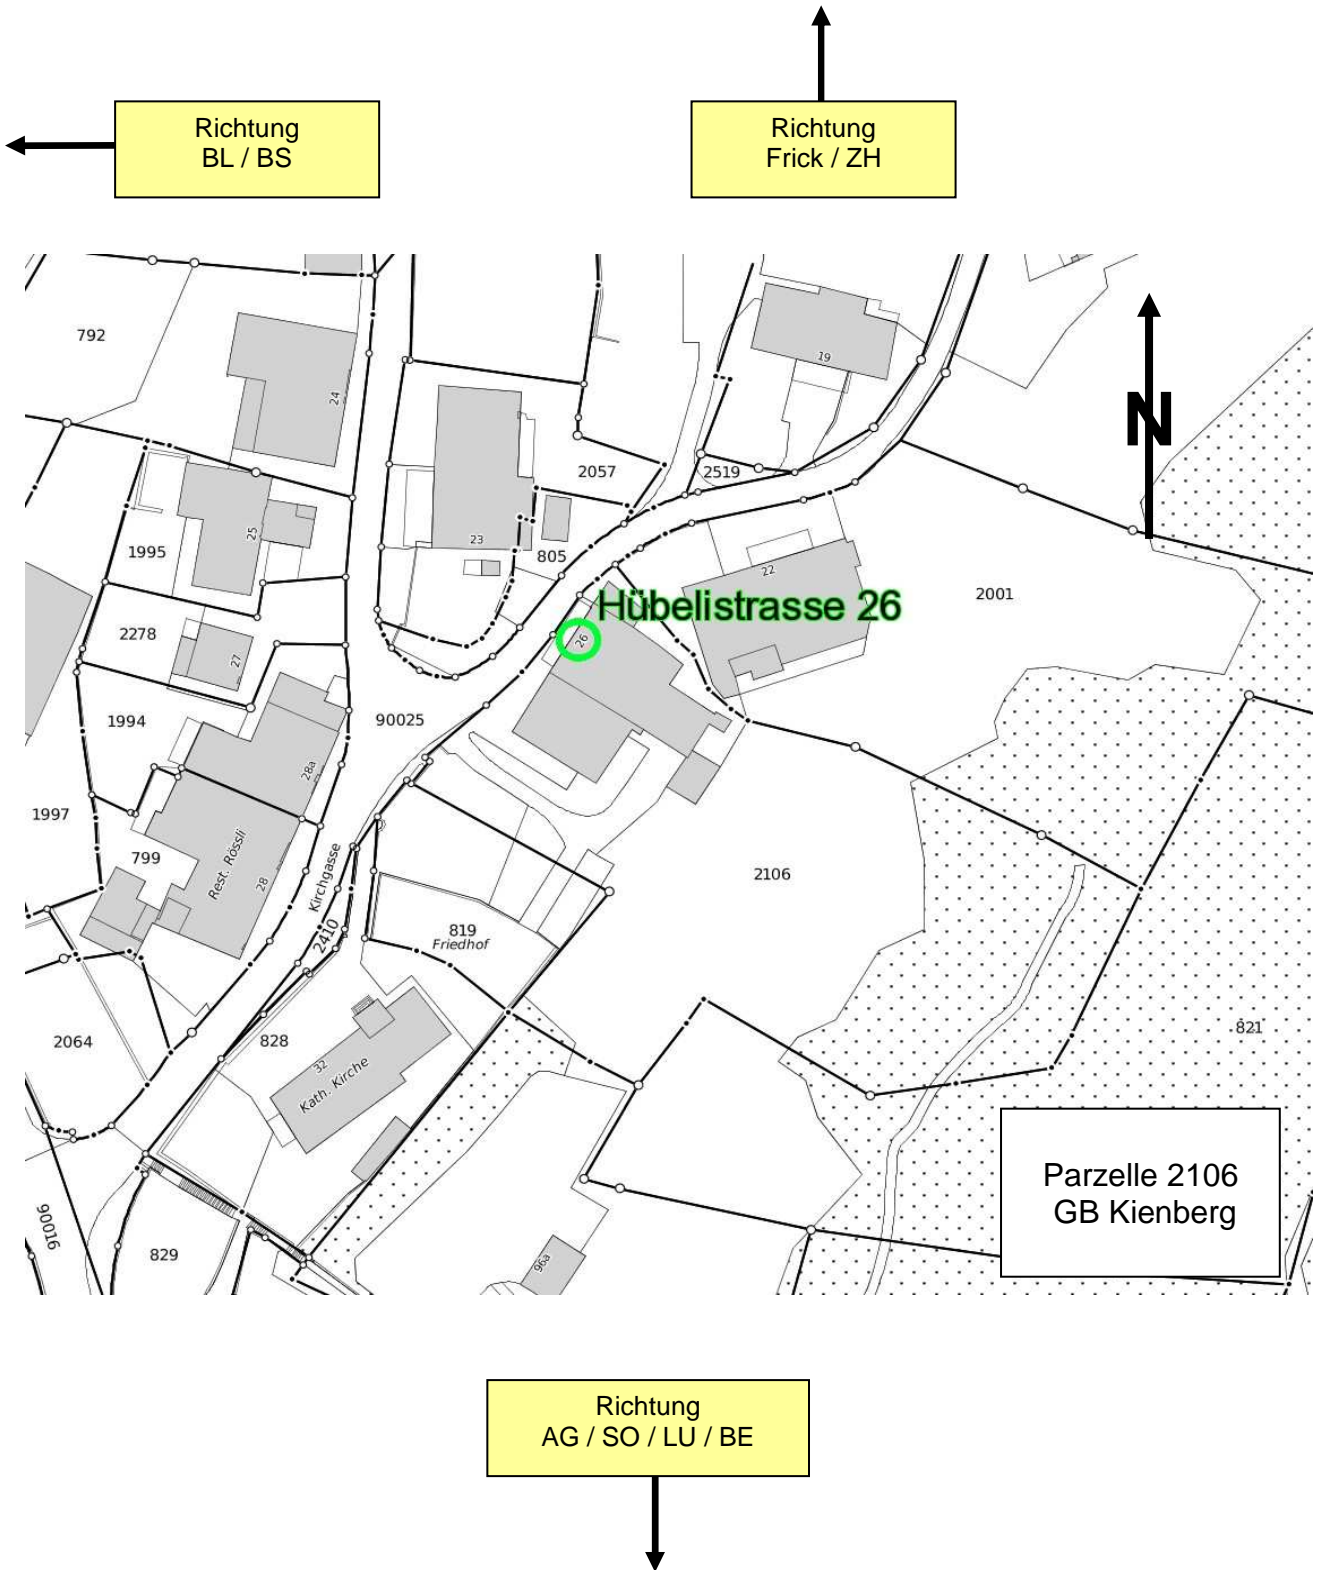 Richtung
BL / BS
Richtung
Frick / ZH
792
24
19
N
2057
2519
25
1995
23
805
22
2001
Hübelistrasse 26
26
2278
27
1994
90025
28a
1997
799
Rest. Rössli
28
Kirchgasse
2410
819
Friedhof
2106
2064
828
32
Kath. Kirche
821
Parzelle 2106
GB Kienberg
90016
829
96a
Richtung
AG / SO / LU / BE